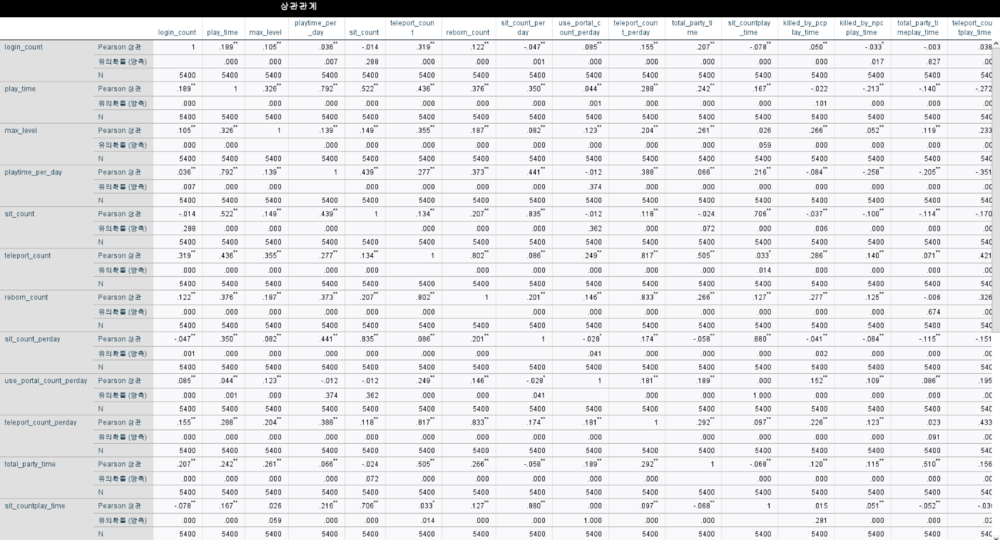 상관관계
login_count play_time max_level playtime_per_day sit_count teleport_count reborn_count sit_count_perday use_portal_count_perday teleport_count_perday total_party_time sit_countplay_time killed_by_pcplay_time killed_by_npcplay_time total_party_timeplay_time teleport_countplay_time
login_count Pearson 상관 1 .189** .105** .036** -.014 .319** .122** -.047** .085** .155** .207** -.078** .050** -.033* -.003 .038
유의확률 (양측) .000 .000 .007 .288 .000 .000 .001 .000 .000 .000 .000 .000 .017 .827 .00
N 5400 5400 5400 5400 5400 5400 5400 5400 5400 5400 5400 5400 5400 5400 5400 540
play_time Pearson 상관 .189** 1 .326** .792** .522** .436** .376** .350** .044** .288** .242** .167** -.022 -.213** -.140** -.272
유의확률 (양측) .000 .000 .000 .000 .000 .000 .000 .001 .000 .000 .000 .101 .000 .000 .00
N 5400 5400 5400 5400 5400 5400 5400 5400 5400 5400 5400 5400 5400 5400 5400 540
max_level Pearson 상관 .105** .326** 1 .139** .149** .355** .187** .082** .123** .204** .261** .026 .266** .052** .119** .233
유의확률 (양측) .000 .000 .000 .000 .000 .000 .000 .000 .000 .000 .059 .000 .000 .000 .00
N 5400 5400 5400 5400 5400 5400 5400 5400 5400 5400 5400 5400 5400 5400 5400 540
playtime_per_day Pearson 상관 .036** .792** .139** 1 .439** .277** .373** .441** -.012 .388** .066** .216** -.084** -.258** -.205** -.351
유의확률 (양측) .007 .000 .000 .000 .000 .000 .000 .374 .000 .000 .000 .000 .000 .000 .00
N 5400 5400 5400 5400 5400 5400 5400 5400 5400 5400 5400 5400 5400 5400 5400 540
sit_count Pearson 상관 -.014 .522** .149** .439** 1 .134** .207** .835** -.012 .118** -.024 .706** -.037** -.100** -.114** -.170
유의확률 (양측) .288 .000 .000 .000 .000 .000 .000 .362 .000 .072 .000 .006 .000 .000 .00
N 5400 5400 5400 5400 5400 5400 5400 5400 5400 5400 5400 5400 5400 5400 5400 540
teleport_count Pearson 상관 .319** .436** .355** .277** .134** 1 .802** .086** .249** .817** .505** .033* .286** .140** .071** .421
유의확률 (양측) .000 .000 .000 .000 .000 .000 .000 .000 .000 .000 .014 .000 .000 .000 .00
N 5400 5400 5400 5400 5400 5400 5400 5400 5400 5400 5400 5400 5400 5400 5400 540
reborn_count Pearson 상관 .122** .376** .187** .373** .207** .802** 1 .201** .146** .833** .266** .127** .277** .125** -.006 .326
유의확률 (양측) .000 .000 .000 .000 .000 .000 .000 .000 .000 .000 .000 .000 .000 .674 .00
N 5400 5400 5400 5400 5400 5400 5400 5400 5400 5400 5400 5400 5400 5400 5400 540
sit_count_perday Pearson 상관 -.047** .350** .082** .441** .835** .086** .201** 1 -.028* .174** -.058** .880** -.041** -.084** -.115** -.151
유의확률 (양측) .001 .000 .000 .000 .000 .000 .000 .041 .000 .000 .000 .002 .000 .000 .00
N 5400 5400 5400 5400 5400 5400 5400 5400 5400 5400 5400 5400 5400 5400 5400 540
use_portal_count_perday Pearson 상관 .085** .044** .123** -.012 -.012 .249** .146** -.028* 1 .181** .189** .000 .152** .109** .086** .195
유의확률 (양측) .000 .001 .000 .374 .362 .000 .000 .041 .000 .000 1.000 .000 .000 .000 .00
N 5400 5400 5400 5400 5400 5400 5400 5400 5400 5400 5400 5400 5400 5400 5400 540
teleport_count_perday Pearson 상관 .155** .288** .204** .388** .118** .817** .833** .174** .181** 1 .292** .097** .226** .123** .023 .433
유의확률 (양측) .000 .000 .000 .000 .000 .000 .000 .000 .000 .000 .000 .000 .000 .091 .00
N 5400 5400 5400 5400 5400 5400 5400 5400 5400 5400 5400 5400 5400 5400 5400 540
total_party_time Pearson 상관 .207** .242** .261** .066** -.024 .505** .266** -.058** .189** .292** 1 -.068** .120** .115** .510** .156
유의확률 (양측) .000 .000 .000 .000 .072 .000 .000 .000 .000 .000 .000 .000 .000 .000 .00
N 5400 5400 5400 5400 5400 5400 5400 5400 5400 5400 5400 5400 5400 5400 5400 540
sit_countplay_time Pearson 상관 -.078** .167** .026 .216** .706** .033* .127** .880** .000 .097** -.068** 1 .015 .051** -.052** -.030
유의확률 (양측) .000 .000 .059 .000 .000 .014 .000 .000 1.000 .000 .000 .281 .000 .000 .02
N 5400 5400 5400 5400 5400 5400 5400 5400 5400 5400 5400 5400 5400 5400 5400 540